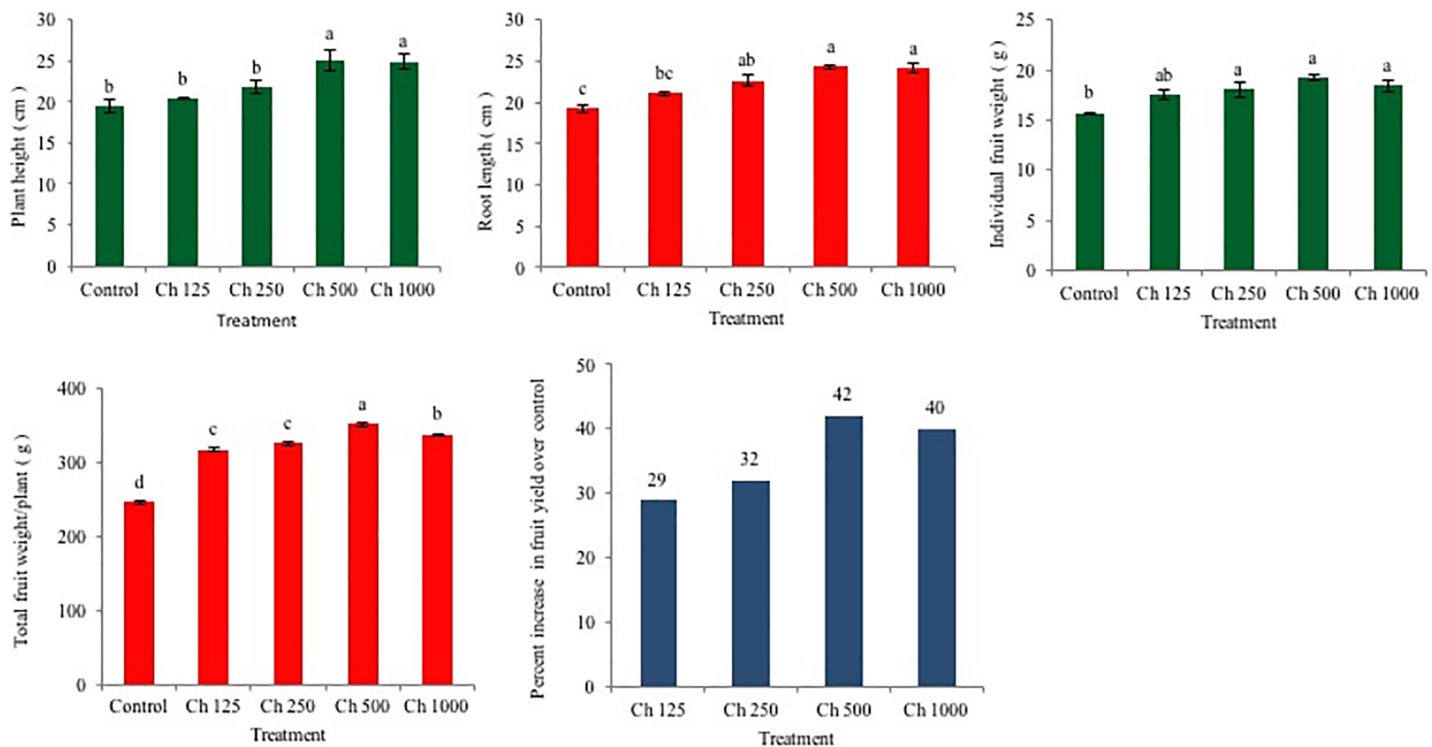 Plant height ( cm )
30
25
20
15
10
5
0
b
b
b
a
a
Control Ch 125 Ch 250 Ch 500 Ch 1000
Treatment
Root length ( cm )
30
25
20
15
10
5
0
c
bc
ab
a
a
Control Ch 125 Ch 250 Ch 500 Ch 1000
Treatment
Individual fruit weight ( g )
25
20
15
10
5
0
b
ab
a
a
a
Control Ch 125 Ch 250 Ch 500 Ch 1000
Treatment
Total fruit weight/plant ( g )
400
300
200
100
0
d
c
c
a
b
Control Ch 125 Ch 250 Ch 500 Ch 1000
Treatment
Percent increase in fruit yield over control
50
40
30
20
10
0
29
32
42
40
Ch 125 Ch 250 Ch 500 Ch 1000
Treatment